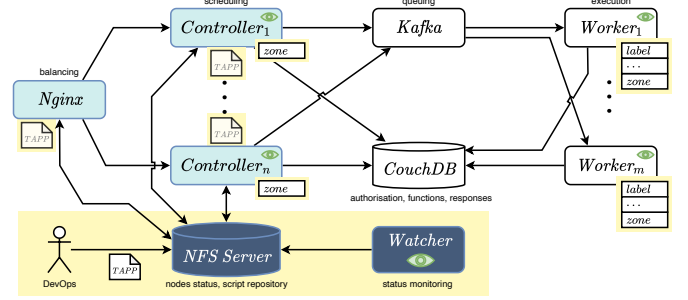 scheduling
queuing
execution
Controller1
Kafka
Worker1
zone
label
...
zone
TAPP
balancing
Nginx
TAPP
TAPP
Controllern
CouchDB
Workerm
zone
authorisation, functions, responses
label
...
zone
NFS Server
Watcher
TAPP
DevOps
nodes status, script repository
status monitoring